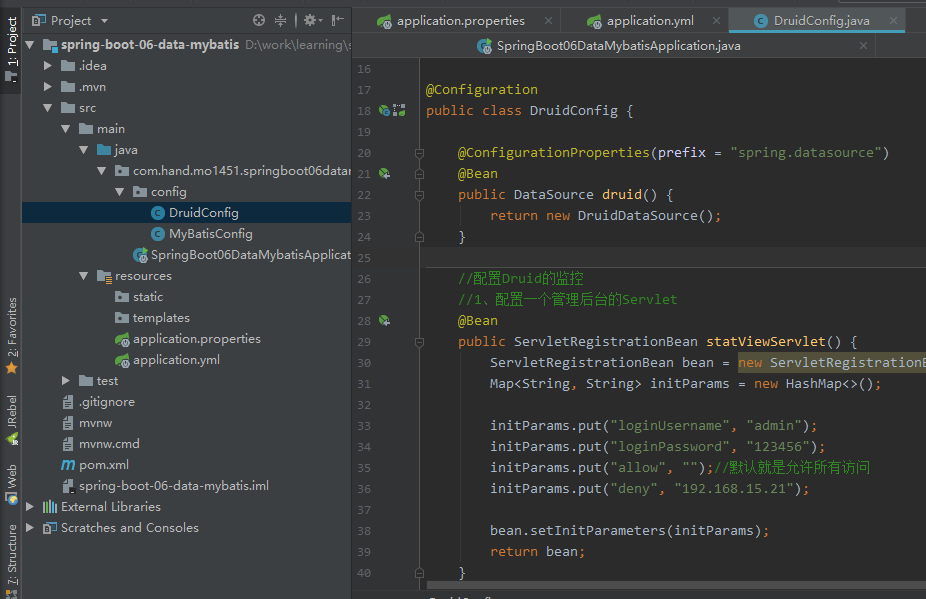 Project
application.properties
application.yml
DruidConfig.java
SpringBoot06DataMybatisApplication.java
1: Project
2: Favorites
JRebel
Web
7: Structure
spring-boot-06-data-mybatis D:\work\learning\s
.idea
.mvn
src
main
java
com.hand.mo1451.springboot06datar
config
DruidConfig
MyBatisConfig
SpringBoot06DataMybatisApplicat
resources
static
templates
application.properties
application.yml
test
.gitignore
mvnw
mvnw.cmd
pom.xml
spring-boot-06-data-mybatis.iml
External Libraries
Scratches and Consoles
16
17 @Configuration
18 public class DruidConfig {
19
20 @ConfigurationProperties(prefix = "spring.datasource")
21 @Bean
22 public DataSource druid() {
23 return new DruidDataSource();
24 }
25
26 //配置Druid的监控
27 //1、配置一个管理后台的Servlet
28 @Bean
29 public ServletRegistrationBean statViewServlet() {
30 ServletRegistrationBean bean = new ServletRegistrationB
31 Map<String, String> initParams = new HashMap<>();
32
33 initParams.put("loginUsername", "admin");
34 initParams.put("loginPassword", "123456");
35 initParams.put("allow", "");//默认就是允许所有访问
36 initParams.put("deny", "192.168.15.21");
37
38 bean.setInitParameters(initParams);
39 return bean;
40 }